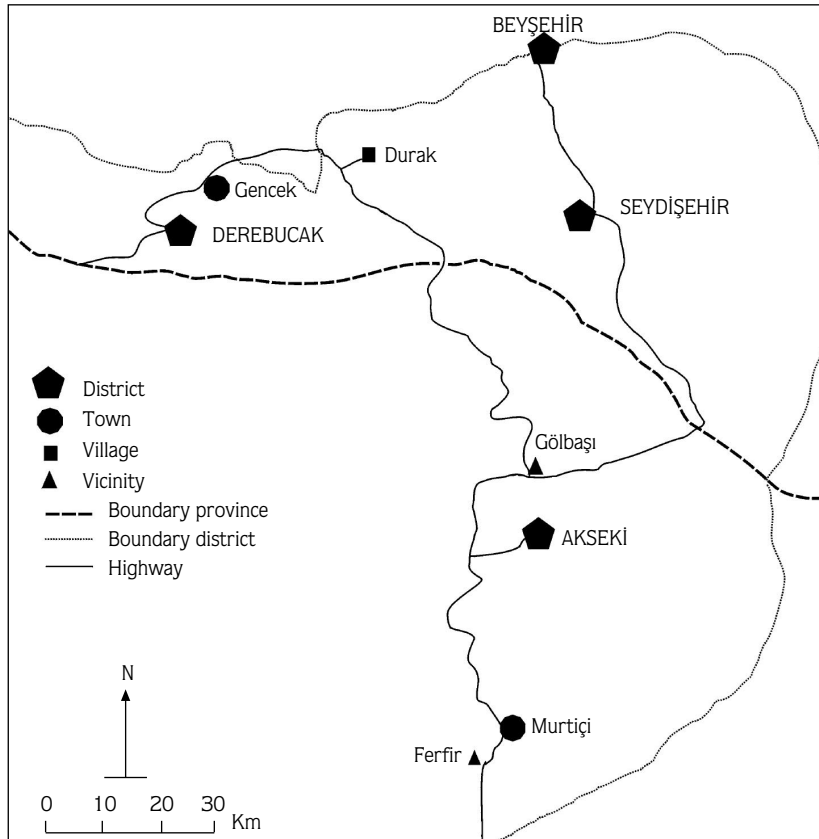 BEYŞEHİR
Durak
Gencek
SEYDİŞEHİR
DEREBUCAK
District
Town
Village
Vicinity
Boundary province
Boundary district
Highway
Gölbaşı
AKSEKİ
N
Murtiçi
Ferfir
0 10 20 30
Km